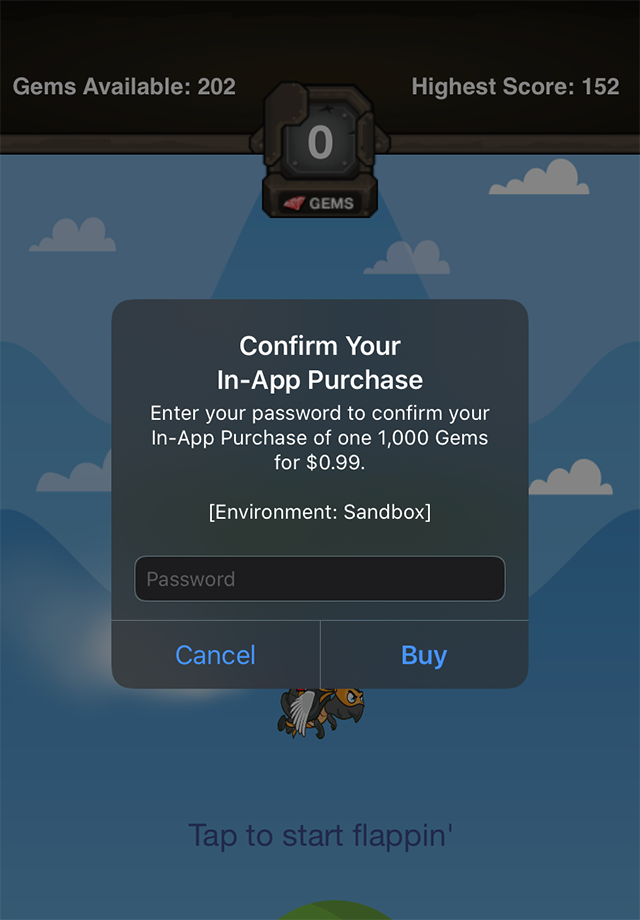 Gems Available: 202
Highest Score: 152
0
GEMS
Confirm Your
In-App Purchase
Enter your password to confirm your
In-App Purchase of one 1,000 Gems
for $0.99.
[Environment: Sandbox]
Password
Cancel
Buy
Tap to start flappin'